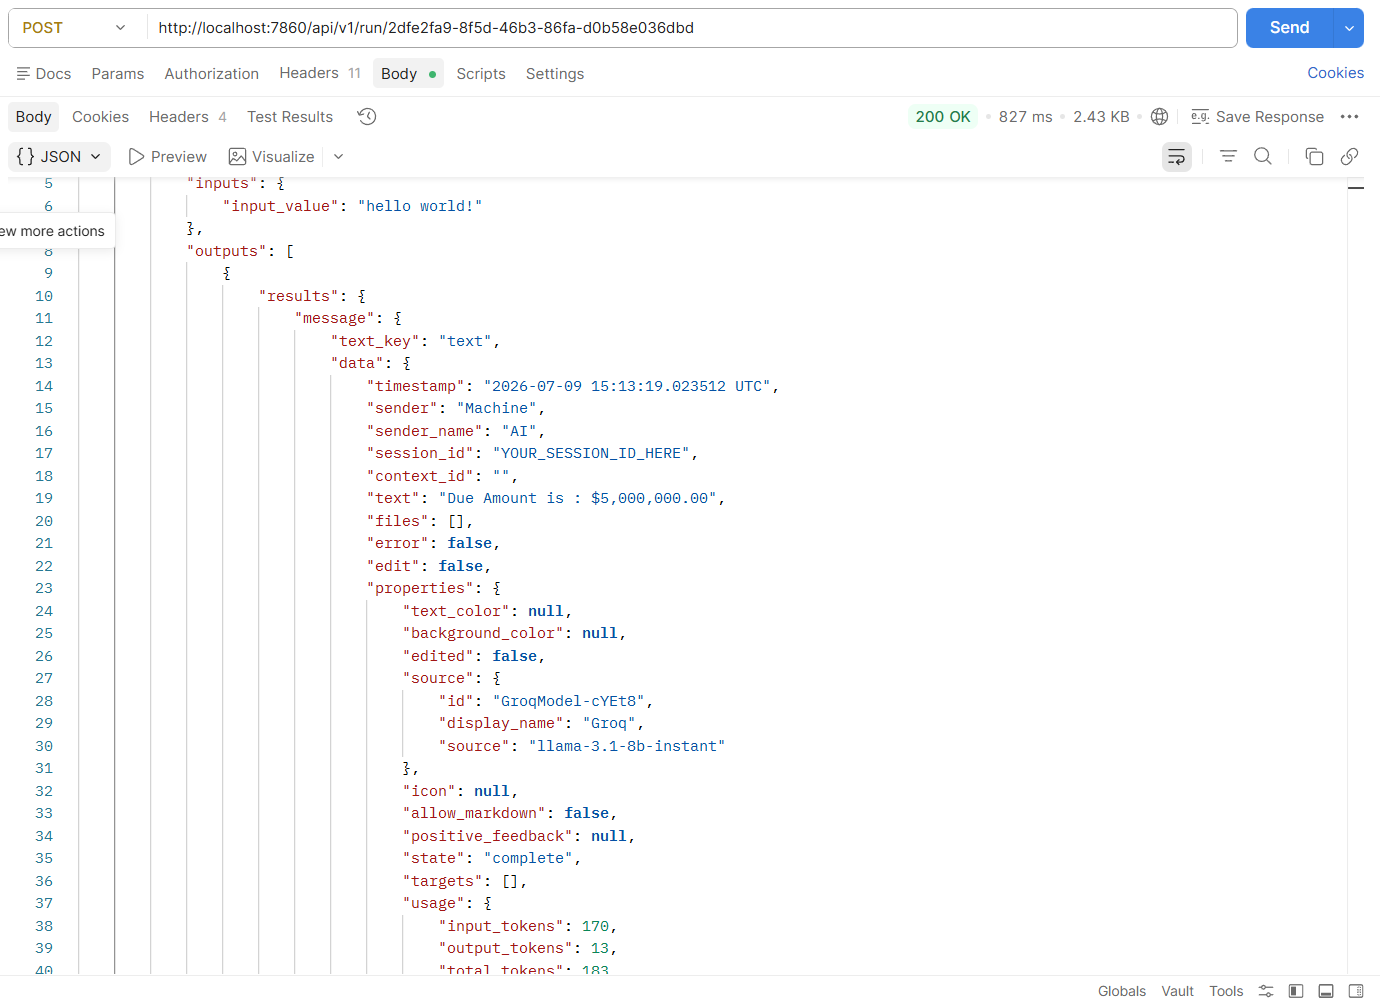 POST http://localhost:7860/api/v1/run/2dfe2fa9-8f5d-46b3-86fa-d0b58e036dbd Send
Docs Params Authorization Headers 11 Body Scripts Settings Cookies
Body Cookies Headers 4 Test Results 200 OK 827 ms 2.43 KB e.g. Save Response
{} JSON Preview Visualize
5 "inputs": {
6 "input_value": "hello world!"
},
ew more actions
8 "outputs": [
9 {
10 "results": {
11 "message": {
12 "text_key": "text",
13 "data": {
14 "timestamp": "2026-07-09 15:13:19.023512 UTC",
15 "sender": "Machine",
16 "sender_name": "AI",
17 "session_id": "YOUR_SESSION_ID_HERE",
18 "context_id": "",
19 "text": "Due Amount is : $5,000,000.00",
20 "files": [],
21 "error": false,
22 "edit": false,
23 "properties": {
24 "text_color": null,
25 "background_color": null,
26 "edited": false,
27 "source": {
28 "id": "GroqModel-cYEt8",
29 "display_name": "Groq",
30 "source": "llama-3.1-8b-instant"
31 },
32 "icon": null,
33 "allow_markdown": false,
34 "positive_feedback": null,
35 "state": "complete",
36 "targets": [],
37 "usage": {
38 "input_tokens": 170,
39 "output_tokens": 13,
40 "total_tokens": 183
Globals Vault Tools